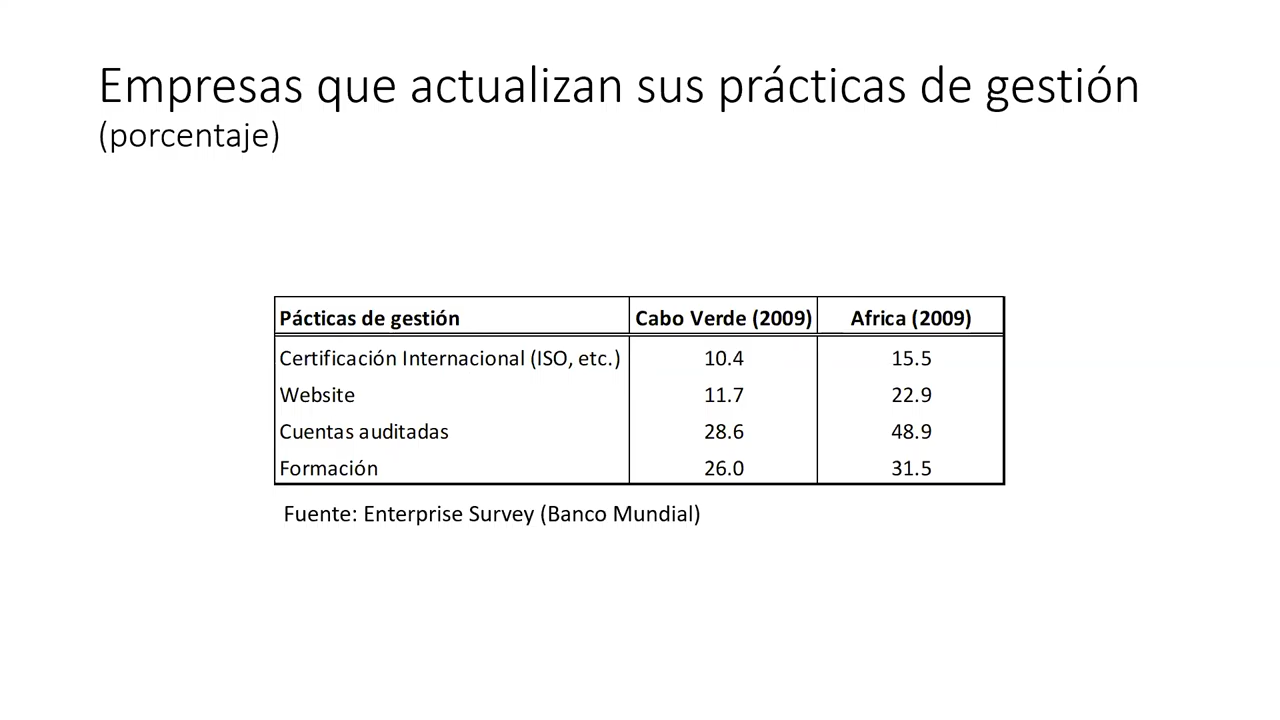 Empresas que actualizan sus prácticas de gestión
(porcentaje)
Pácticas de gestión Cabo Verde (2009) Africa (2009)
Certificación Internacional (ISO, etc.) 10.4 15.5
Website 11.7 22.9
Cuentas auditadas 28.6 48.9
Formación 26.0 31.5
Fuente: Enterprise Survey (Banco Mundial)